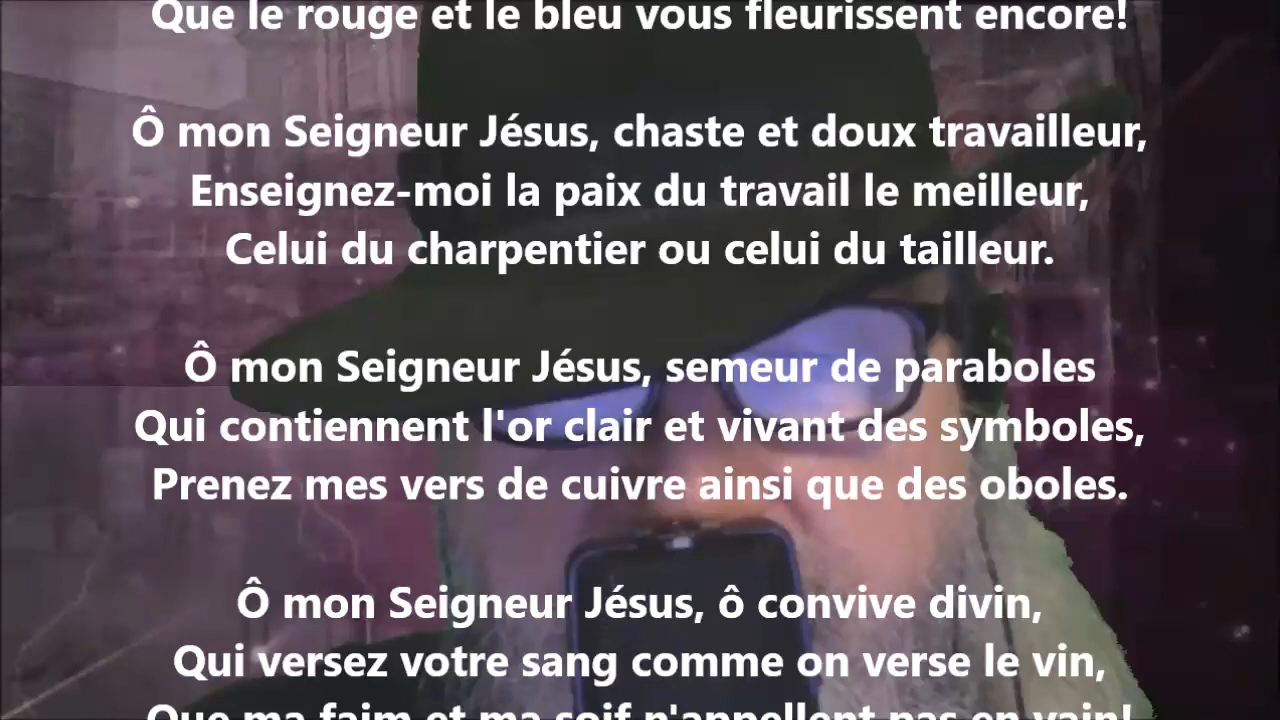 Que le rouge et le bleu vous fleurissent encore!
Ô mon Seigneur Jésus, chaste et doux travailleur,
Enseignez-moi la paix du travail le meilleur,
Celui du charpentier ou celui du tailleur.
Ô mon Seigneur Jésus, semeur de paraboles
Qui contiennent l'or clair et vivant des symboles,
Prenez mes vers de cuivre ainsi que des oboles.
Ô mon Seigneur Jésus, ô convive divin,
Qui versez votre sang comme on verse le vin,
Que ma faim et ma soif n'appellent pas en vain!